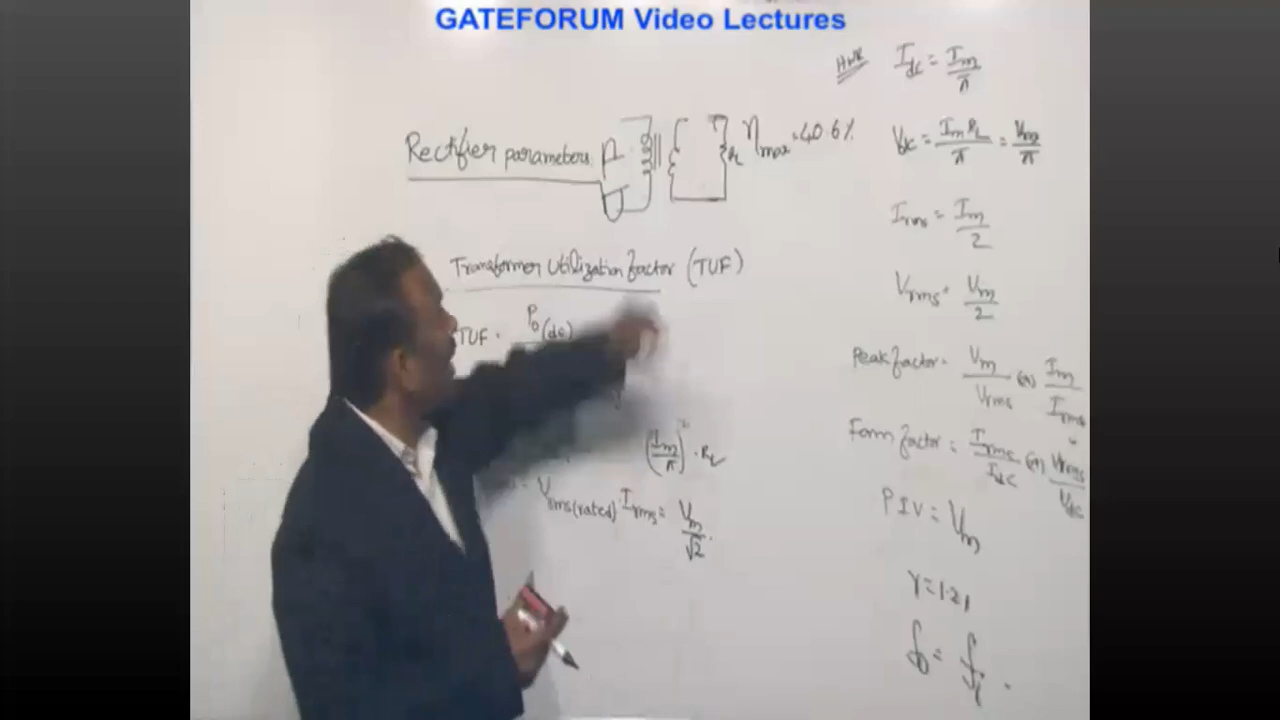 GATEFORUM Video Lectures
Rectifier parameters
R_L
η_max = 40.6%
Transformer Utilization factor (TUF)
TUF = P_o(dc)
(I_m/π)² · R_L
V_rms(rated) · I_rms = V_m/√2 ·
HWR
I_dc = I_m/π
V_dc = I_m R_L/π = V_m/π
I_rms = I_m/2
V_rms = V_m/2
Peak factor = V_m/V_rms (or) I_m/I_rms
Form factor = I_rms/I_dc (or) V_rms/V_dc
PIV = V_m
γ = 1.21
f_o = f_i